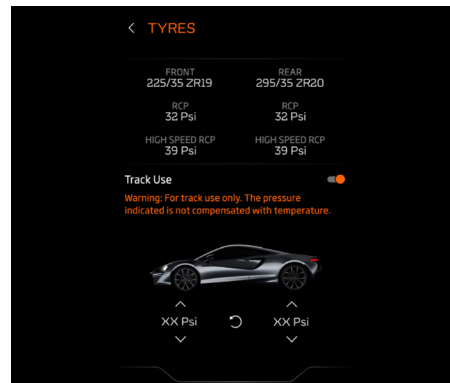 TYRES
FRONT REAR
225/35 ZR19 295/35 ZR20
RCP RCP
32 Psi 32 Psi
HIGH SPEED RCP HIGH SPEED RCP
39 Psi 39 Psi
Track Use
Warning: For track use only. The pressure
indicated is not compensated with temperature.
XX Psi XX Psi